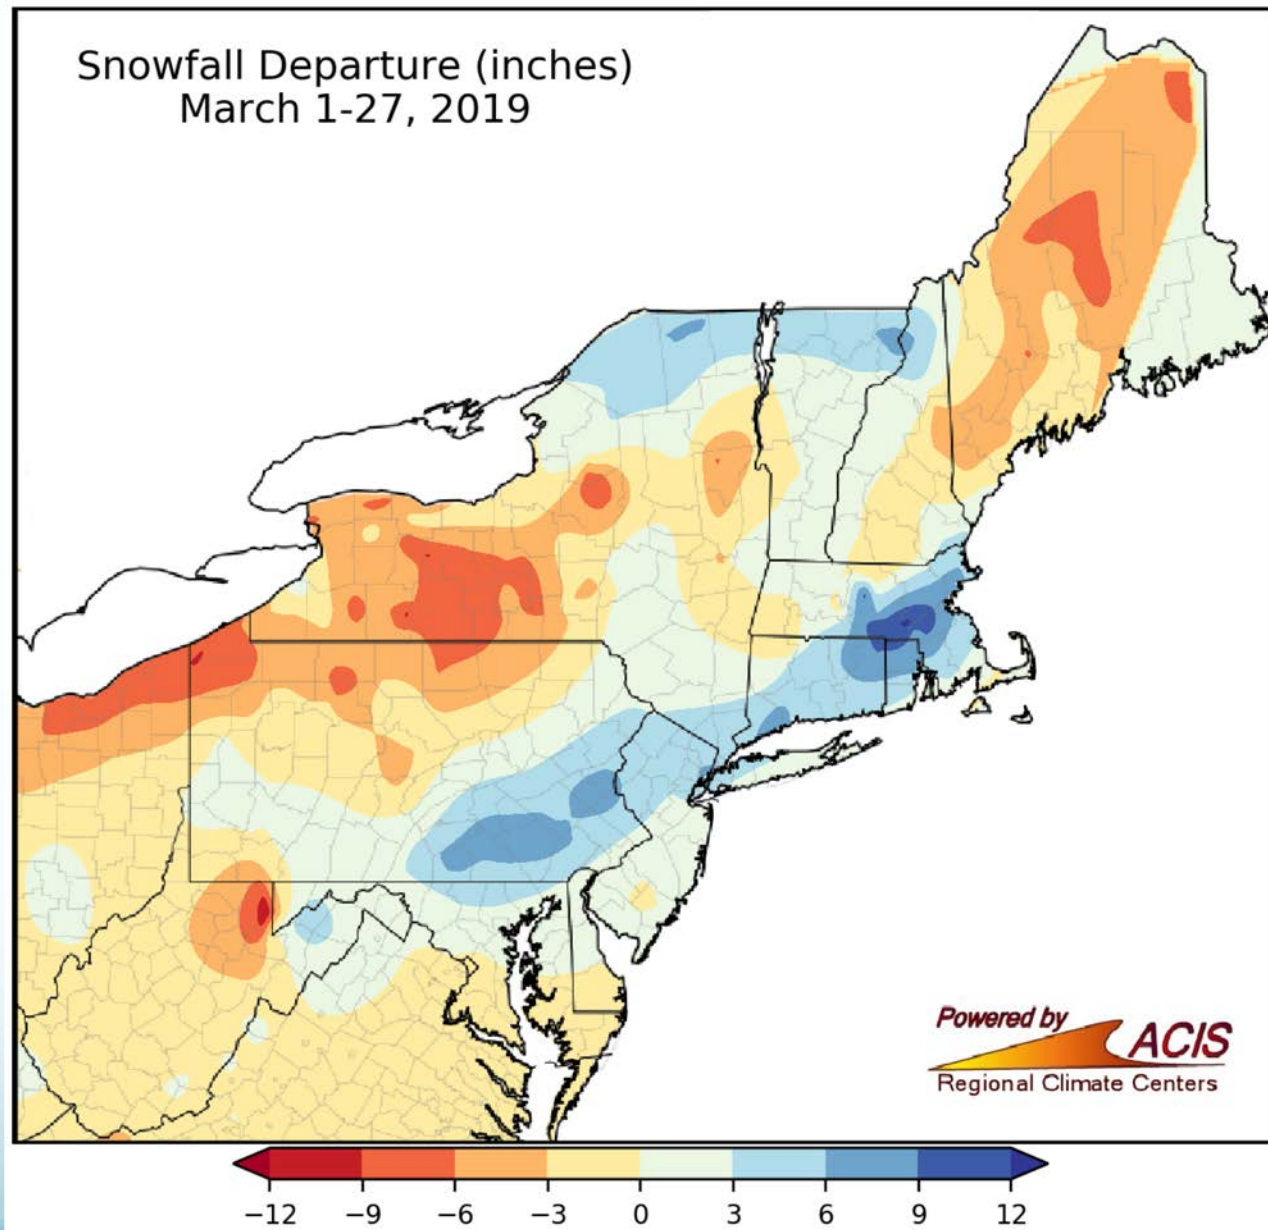 Snowfall Departure (inches)
March 1-27, 2019
Powered by
ACIS
Regional Climate Centers
−12 −9 −6 −3 0 3 6 9 12